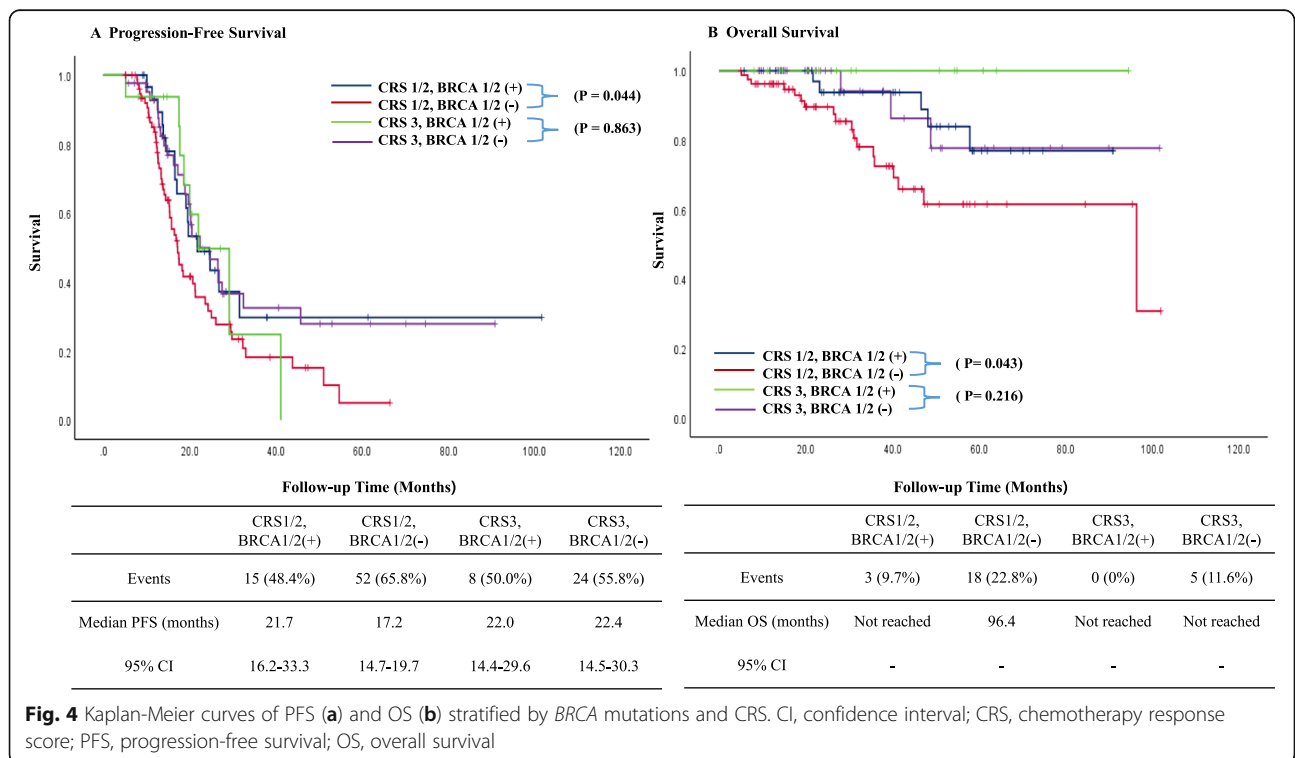 A Progression-Free Survival
CRS 1/2, BRCA 1/2 (+)
CRS 1/2, BRCA 1/2 (-)
(P = 0.044)
CRS 3, BRCA 1/2 (+)
CRS 3, BRCA 1/2 (-)
(P = 0.863)
Survival
1.0
0.8
0.6
0.4
0.2
0.0
.0 20.0 40.0 60.0 80.0 100.0 120.0
Follow-up Time (Months)
CRS1/2, CRS1/2, CRS3, CRS3,
BRCA1/2(+) BRCA1/2(-) BRCA1/2(+) BRCA1/2(-)
Events 15 (48.4%) 52 (65.8%) 8 (50.0%) 24 (55.8%)
Median PFS (months) 21.7 17.2 22.0 22.4
95% CI 16.2-33.3 14.7-19.7 14.4-29.6 14.5-30.3
B Overall Survival
Survival
1.0
0.8
0.6
0.4
0.2
0.0
CRS 1/2, BRCA 1/2 (+)
CRS 1/2, BRCA 1/2 (-)
( P= 0.043)
CRS 3, BRCA 1/2 (+)
CRS 3, BRCA 1/2 (-)
( P= 0.216)
.0 20.0 40.0 60.0 80.0 100.0 120.0
Follow-up Time (Months)
CRS1/2, CRS1/2, CRS3, CRS3,
BRCA1/2(+) BRCA1/2(-) BRCA1/2(+) BRCA1/2(-)
Events 3 (9.7%) 18 (22.8%) 0 (0%) 5 (11.6%)
Median OS (months) Not reached 96.4 Not reached Not reached
95% CI - - - -
Fig. 4 Kaplan-Meier curves of PFS (a) and OS (b) stratified by BRCA mutations and CRS. CI, confidence interval; CRS, chemotherapy response
score; PFS, progression-free survival; OS, overall survival